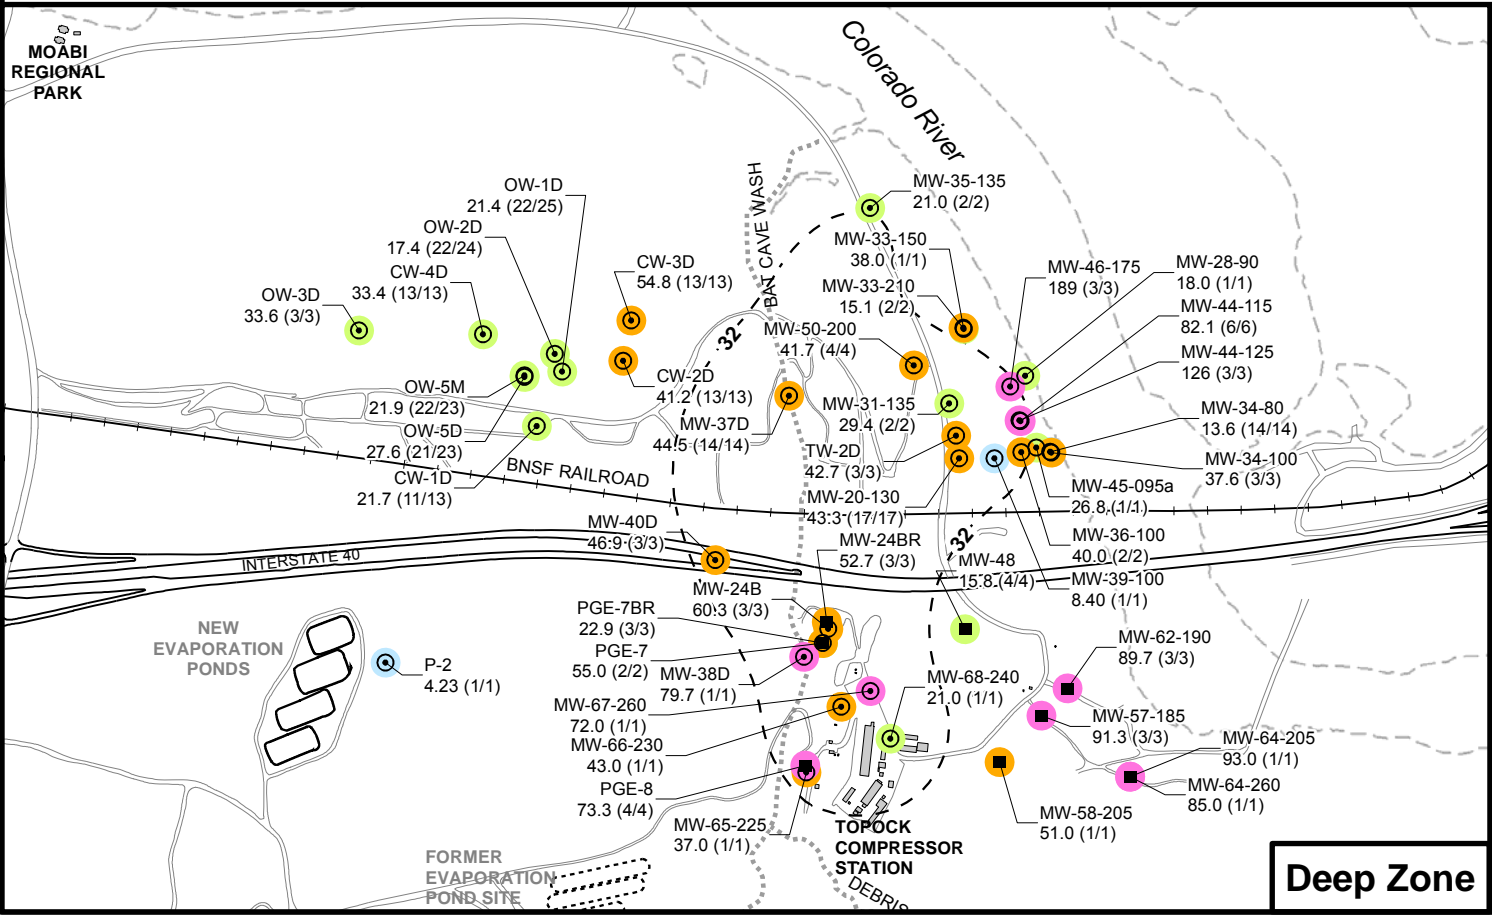 MOABI
REGIONAL
PARK
Colorado River
BAT CAVE WASH
OW-1D
21.4 (22/25)
OW-2D
17.4 (22/24)
CW-4D
33.4 (13/13)
OW-3D
33.6 (3/3)
CW-3D
54.8 (13/13)
MW-35-135
21.0 (2/2)
MW-33-150
38.0 (1/1)
MW-33-210
15.1 (2/2)
MW-50-200
41.7 (4/4)
MW-46-175
189 (3/3)
MW-28-90
18.0 (1/1)
MW-44-115
82.1 (6/6)
MW-44-125
126 (3/3)
32
CW-2D
41.2 (13/13)
OW-5M
21.9 (22/23)
OW-5D
27.6 (21/23)
CW-1D
21.7 (11/13)
MW-37D
44.5 (14/14)
MW-31-135
29.4 (2/2)
TW-2D
42.7 (3/3)
MW-20-130
43.3 (17/17)
MW-34-80
13.6 (14/14)
MW-34-100
37.6 (3/3)
MW-45-095a
26.8 (1/1)
MW-36-100
40.0 (2/2)
MW-39-100
8.40 (1/1)
BNSF RAILROAD
INTERSTATE 40
MW-40D
46.9 (3/3)
MW-24BR
52.7 (3/3)
32
MW-48
15.8 (4/4)
MW-24B
60.3 (3/3)
PGE-7BR
22.9 (3/3)
PGE-7
55.0 (2/2)
MW-38D
79.7 (1/1)
MW-67-260
72.0 (1/1)
MW-66-230
43.0 (1/1)
PGE-8
73.3 (4/4)
MW-65-225
37.0 (1/1)
MW-68-240
21.0 (1/1)
MW-62-190
89.7 (3/3)
MW-57-185
91.3 (3/3)
MW-64-205
93.0 (1/1)
MW-64-260
85.0 (1/1)
MW-58-205
51.0 (1/1)
NEW
EVAPORATION
PONDS
P-2
4.23 (1/1)
FORMER
EVAPORATION
POND SITE
TOPOCK
COMPRESSOR
STATION
DEBRIS
Deep Zone